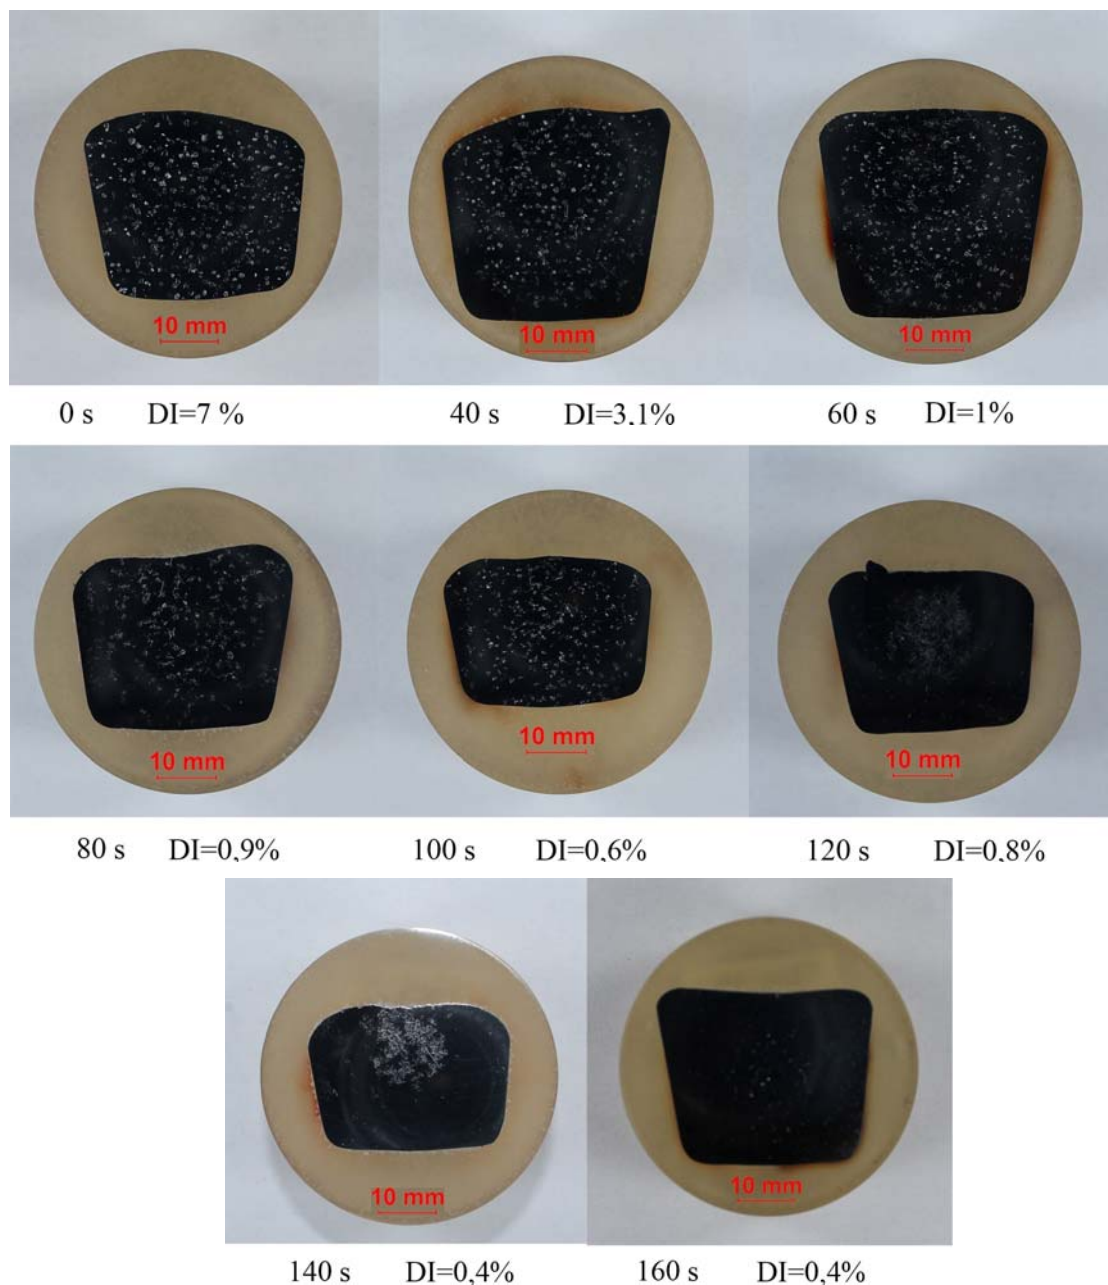 10 mm 10 mm 10 mm
0 s DI=7 % 40 s DI=3,1% 60 s DI=1%
10 mm 10 mm 10 mm
80 s DI=0,9% 100 s DI=0,6% 120 s DI=0,8%
10 mm 10 mm
140 s DI=0,4% 160 s DI=0,4%